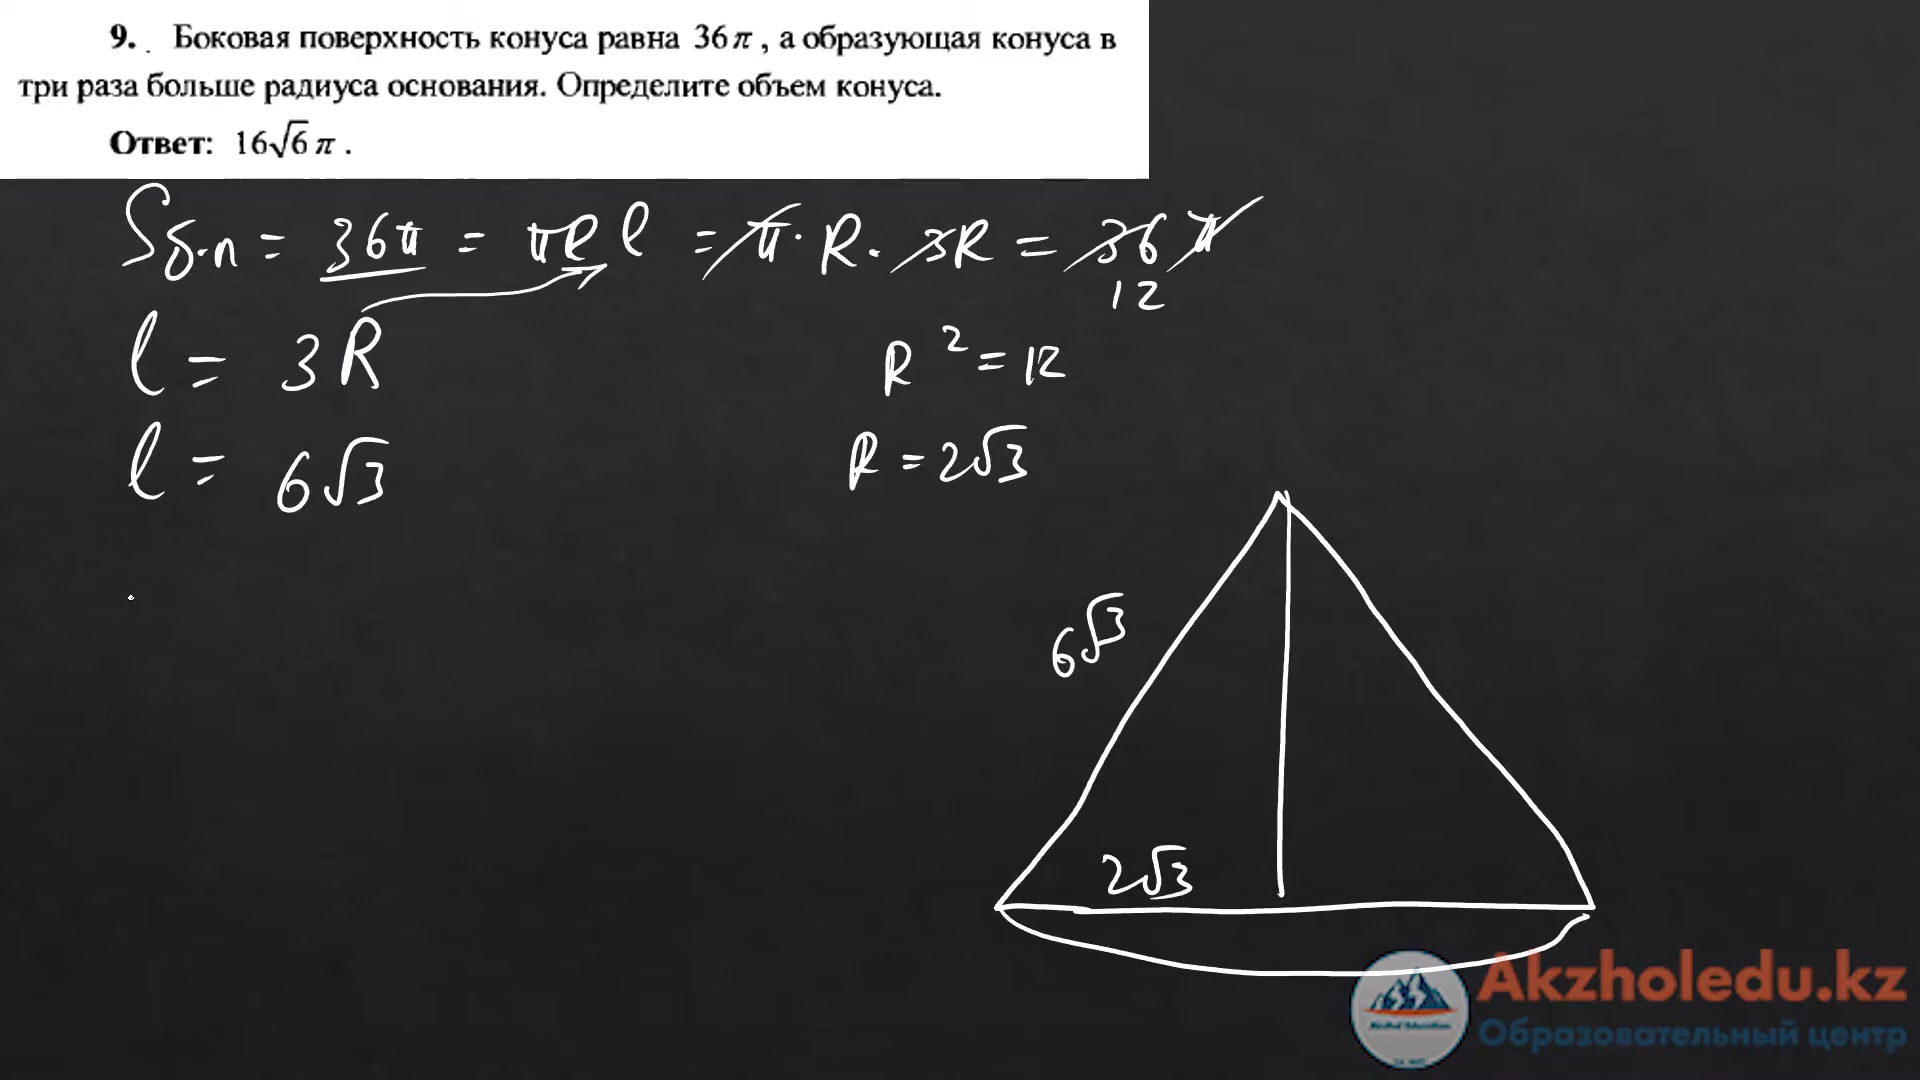 9. Боковая поверхность конуса равна 36π, а образующая конуса в
три раза больше радиуса основания. Определите объем конуса.
Ответ: 16√6π.
Sб.п = 36π = πRl = π · R · 3R = 36π
12
l = 3R
R² = 12
l = 6√3
R = 2√3
6√3
2√3
Akzholedu.kz
Образовательный центр